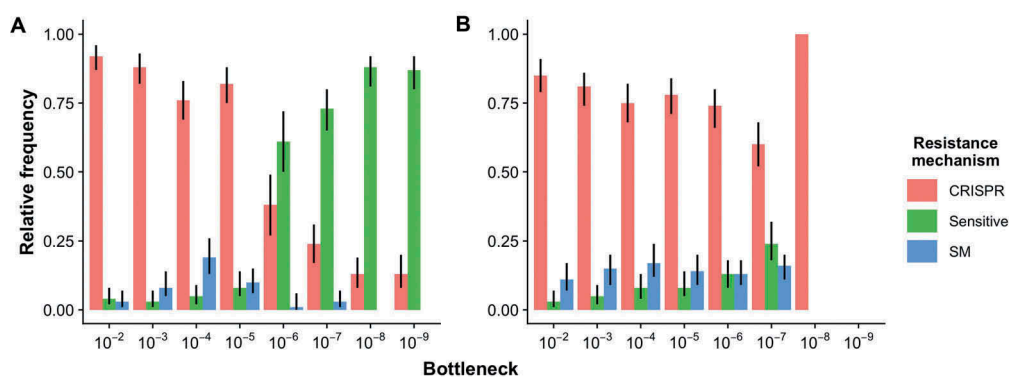 A
B
Relative frequency
1.00
0.75
0.50
0.25
0.00
10⁻² 10⁻³ 10⁻⁴ 10⁻⁵ 10⁻⁶ 10⁻⁷ 10⁻⁸ 10⁻⁹
1.00
0.75
0.50
0.25
0.00
10⁻² 10⁻³ 10⁻⁴ 10⁻⁵ 10⁻⁶ 10⁻⁷ 10⁻⁸ 10⁻⁹
Bottleneck
Resistance
mechanism
CRISPR
Sensitive
SM